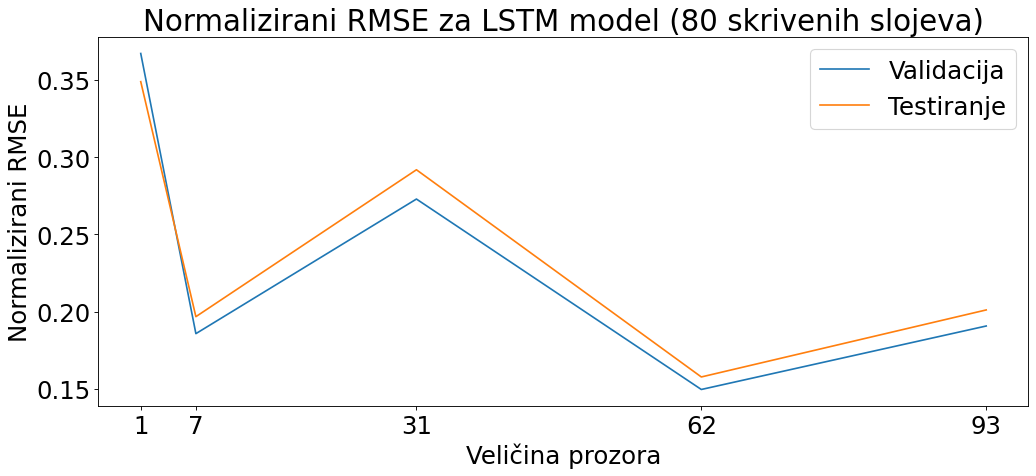 Normalizirani RMSE za LSTM model (80 skrivenih slojeva)
Validacija
Testiranje
Normalizirani RMSE
0.35
0.30
0.25
0.20
0.15
1 7 31 62 93
Veličina prozora